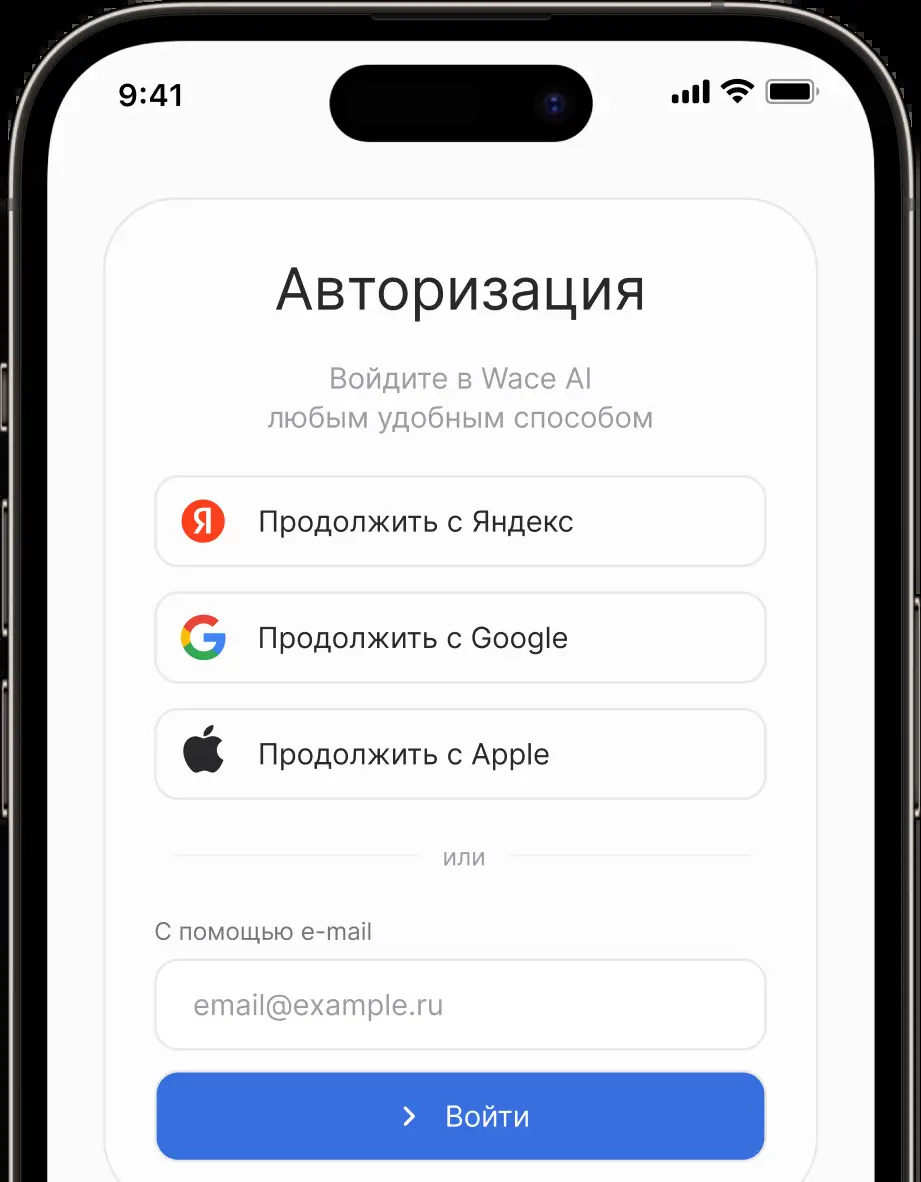 9:41
Авторизация
Войдите в Wace AI
любым удобным способом
Я Продолжить с Яндекс
G Продолжить с Google
Продолжить с Apple
или
С помощью e-mail
email@example.ru
Войти